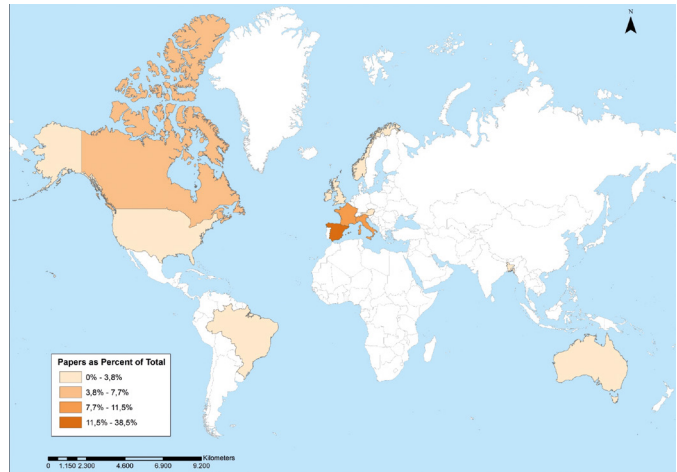 N
Papers as Percent of Total
0% - 3,8%
3,8% - 7,7%
7,7% - 11,5%
11,5% - 38,5%
Kilometers
0 1.150 2.300 4.600 6.900 9.200